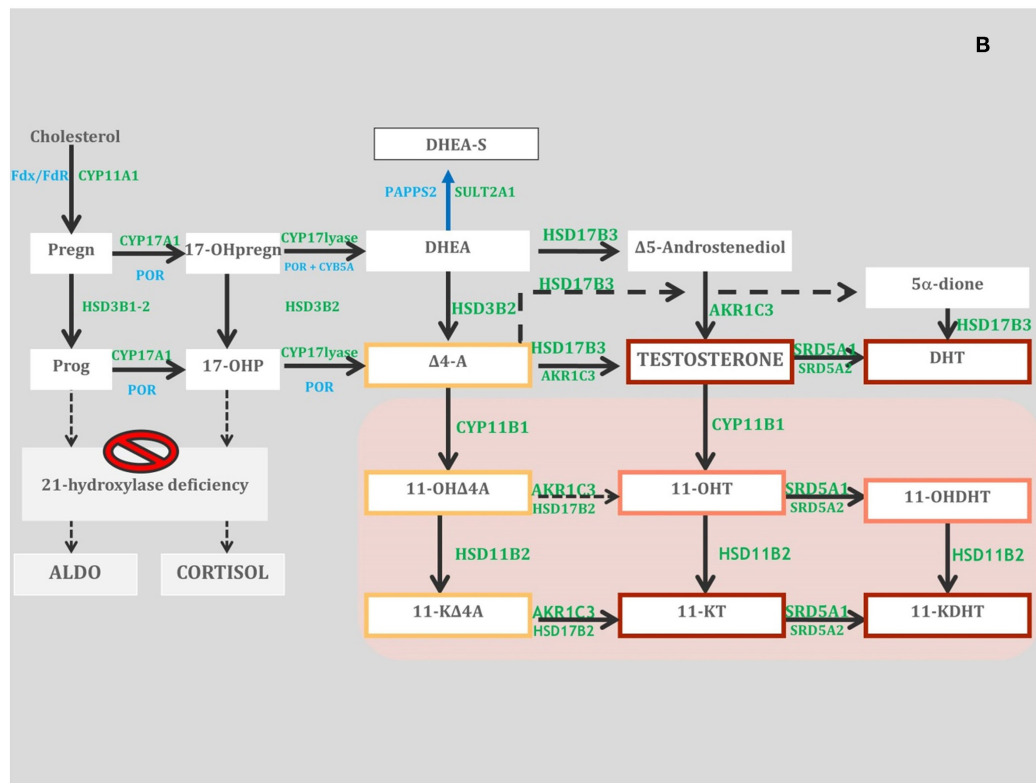 B
Cholesterol
DHEA-S
Fdx/FdR CYP11A1
PAPPS2 SULT2A1
Pregn
CYP17A1
POR
17-OHpregn
CYP17lyase
POR + CYB5A
DHEA
HSD17B3
Δ5-Androstenediol
HSD17B3
5α-dione
HSD3B1-2
HSD3B2
HSD3B2
AKR1C3
HSD17B3
Prog
CYP17A1
POR
17-OHP
CYP17lyase
POR
Δ4-A
HSD17B3
AKR1C3
TESTOSTERONE
SRD5A1
SRD5A2
DHT
CYP11B1
CYP11B1
21-hydroxylase deficiency
11-OHΔ4A
AKR1C3
HSD17B2
11-OHT
SRD5A1
SRD5A2
11-OHDHT
HSD11B2
HSD11B2
HSD11B2
ALDO
CORTISOL
11-KΔ4A
AKR1C3
HSD17B2
11-KT
SRD5A1
SRD5A2
11-KDHT